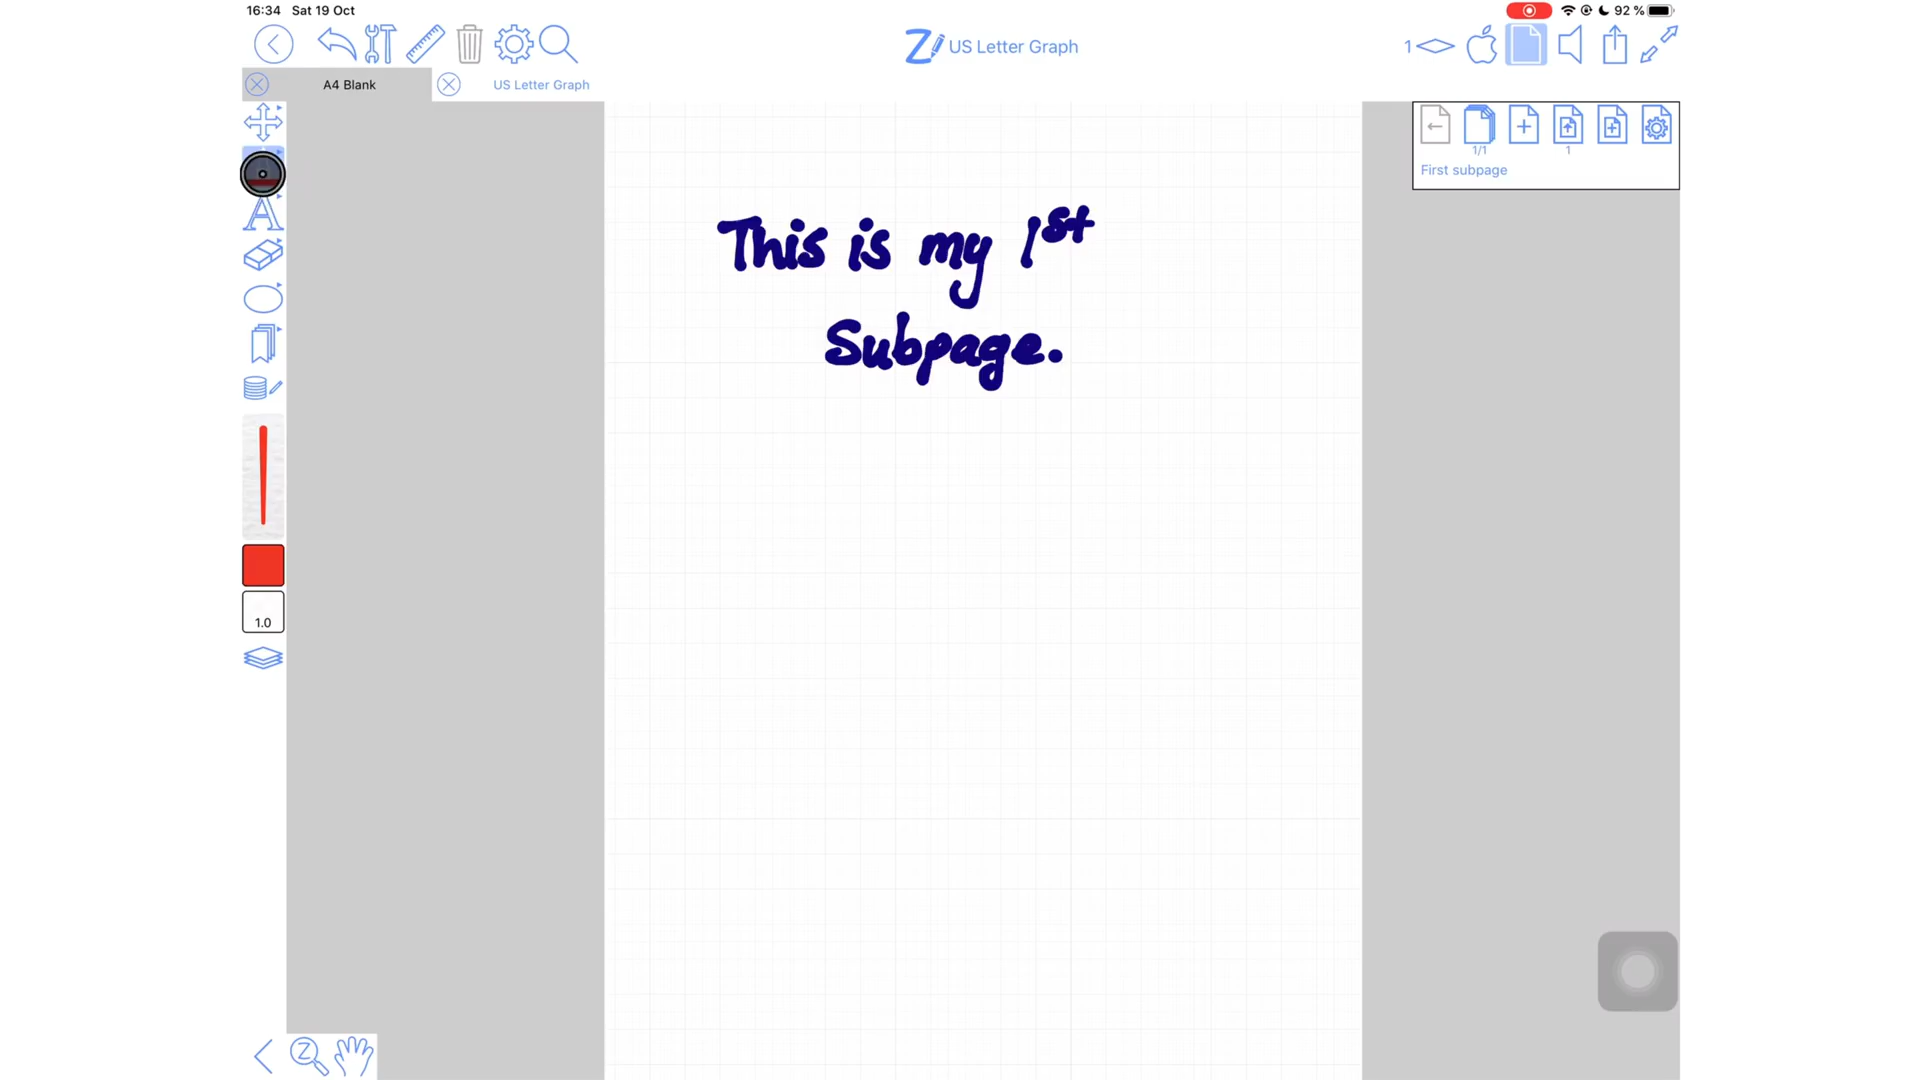 16:34 Sat 19 Oct
92 %
US Letter Graph
1
A4 Blank
US Letter Graph
1/1
1
First subpage
This is my 1st
Subpage.
1.0